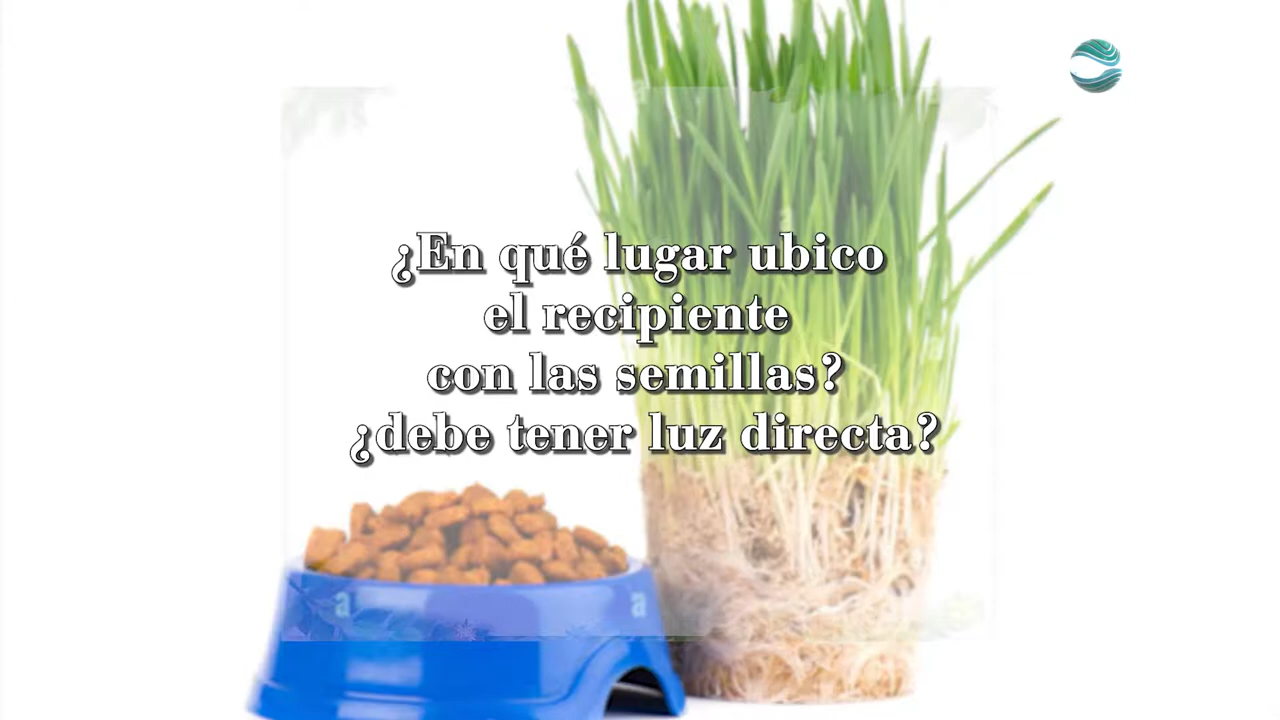 ¿En qué lugar ubico
el recipiente
con las semillas?
¿debe tener luz directa?
a a